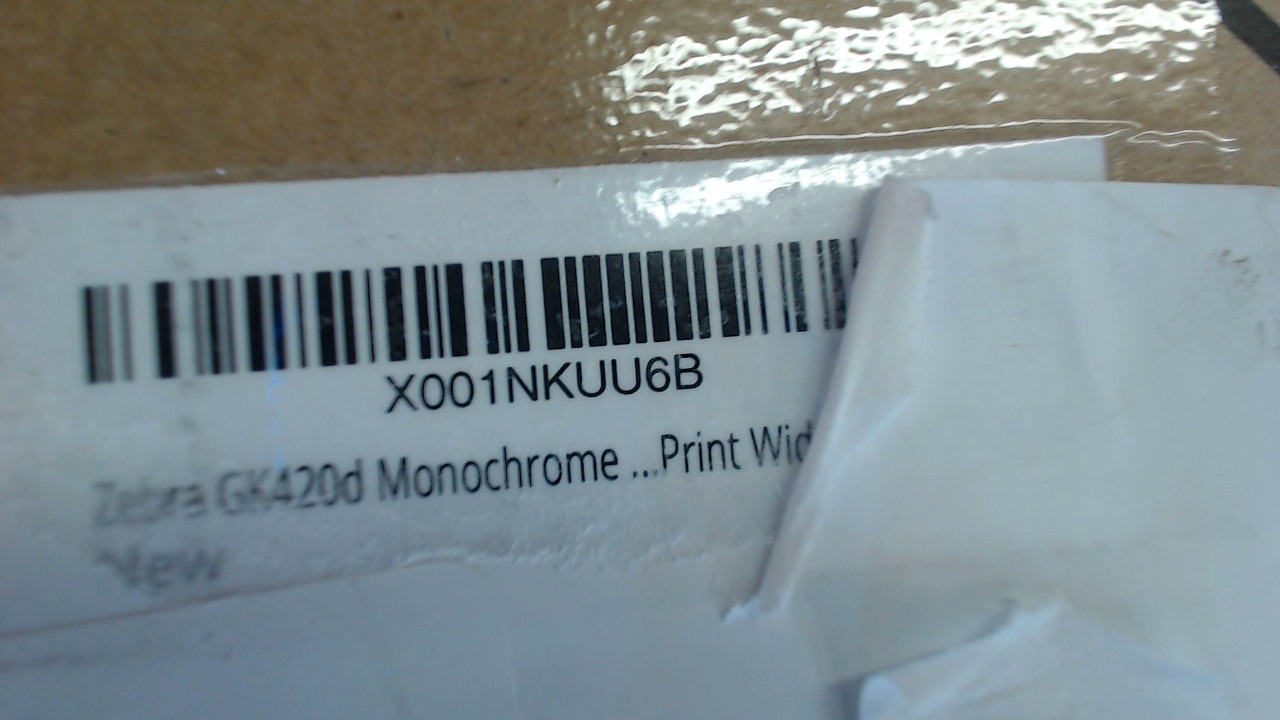 X001NKUU6B
Zebra GK420d Monochrome ...Print Wid
New